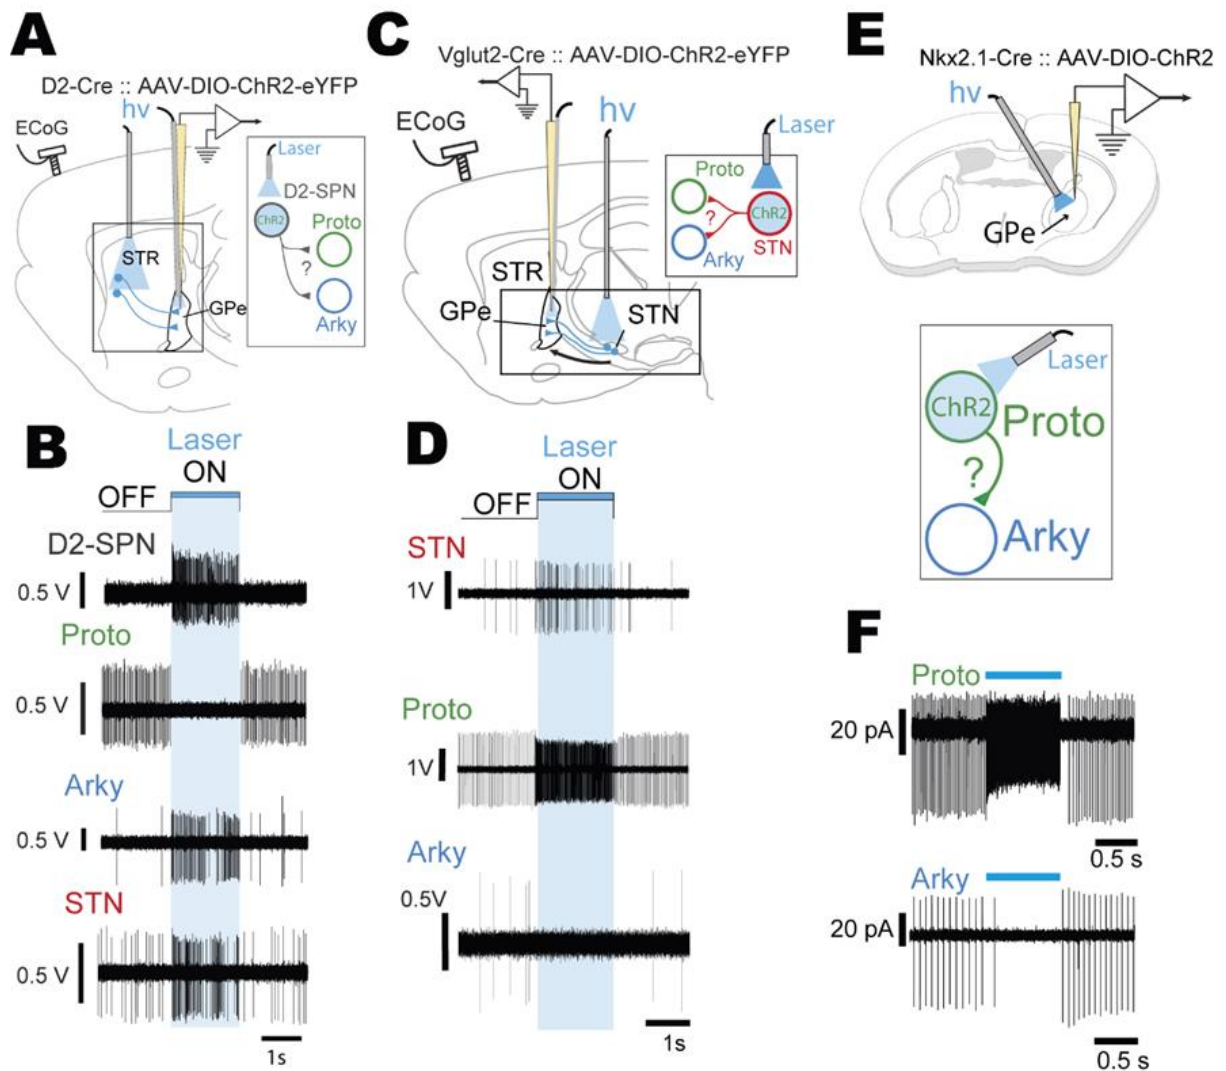 A
D2-Cre :: AAV-DIO-ChR2-eYFP
hv
ECoG
Laser
D2-SPN
ChR2
Proto
?
Arky
STR
GPe
B
Laser
ON
OFF
D2-SPN
0.5 V
Proto
0.5 V
Arky
0.5 V
STN
0.5 V
1s
C
Vglut2-Cre :: AAV-DIO-ChR2-eYFP
hv
ECoG
Laser
Proto
ChR2
?
STN
Arky
STR
GPe
STN
D
Laser
ON
OFF
STN
1V
Proto
1V
Arky
0.5V
1s
E
Nkx2.1-Cre :: AAV-DIO-ChR2
hv
GPe
Laser
ChR2
Proto
?
Arky
F
Proto
20 pA
0.5 s
Arky
20 pA
0.5 s